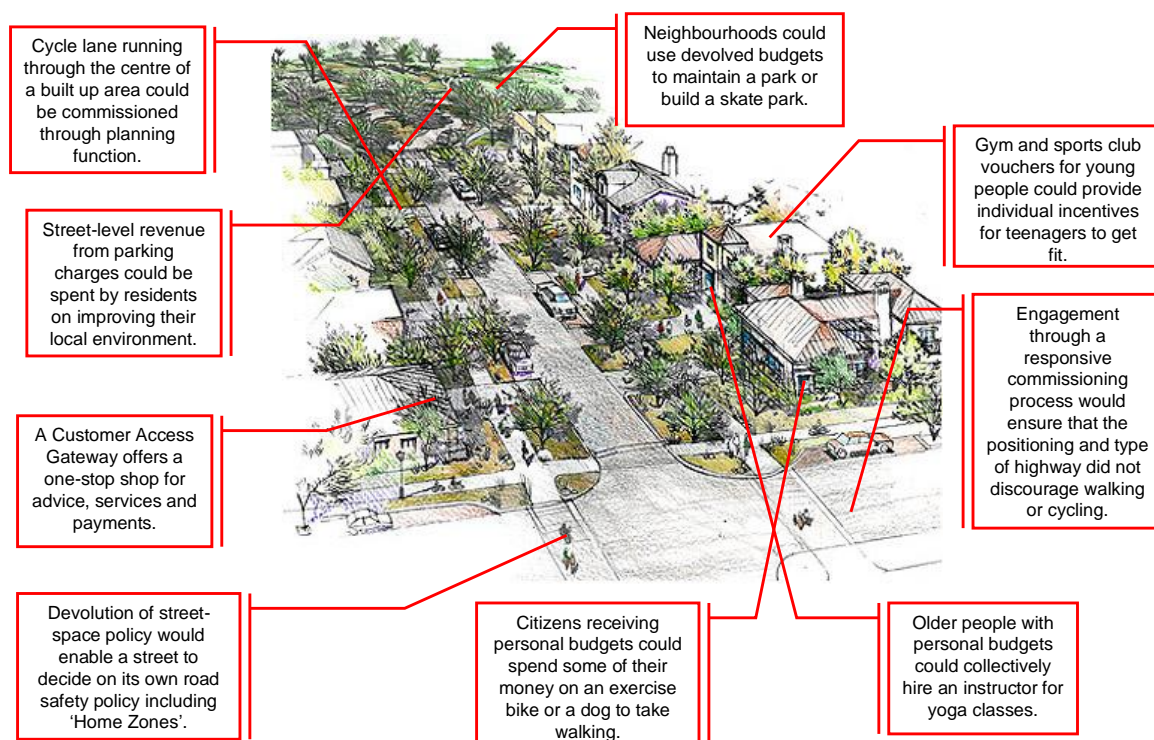 Cycle lane running
through the centre of
a built up area could
be commissioned
through planning
function.
Neighbourhoods could
use devolved budgets
to maintain a park or
build a skate park.
Gym and sports club
vouchers for young
people could provide
individual incentives
for teenagers to get
fit.
Street-level revenue
from parking
charges could be
spent by residents
on improving their
local environment.
Engagement
through a
responsive
commissioning
process would
ensure that the
positioning and type
of highway did not
discourage walking
or cycling.
A Customer Access
Gateway offers a
one-stop shop for
advice, services and
payments.
Devolution of street-
space policy would
enable a street to
decide on its own road
safety policy including
‘Home Zones’.
Citizens receiving
personal budgets could
spend some of their
money on an exercise
bike or a dog to take
walking.
Older people with
personal budgets
could collectively
hire an instructor for
yoga classes.